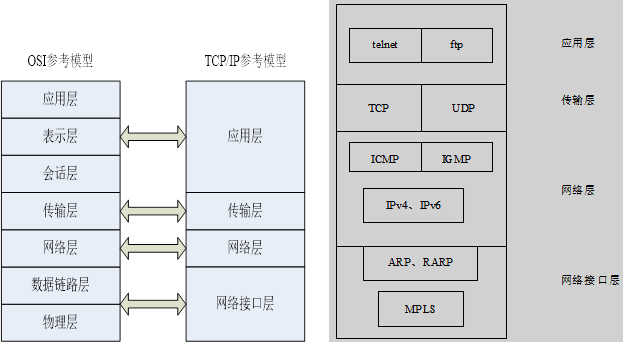 OSI参考模型
TCP/IP参考模型
应用层
表示层
会话层
传输层
网络层
数据链路层
物理层
应用层
传输层
网络层
网络接口层
telnet
ftp
应用层
TCP
UDP
传输层
ICMP
IGMP
IPv4、IPv6
网络层
ARP、RARP
MPLS
网络接口层